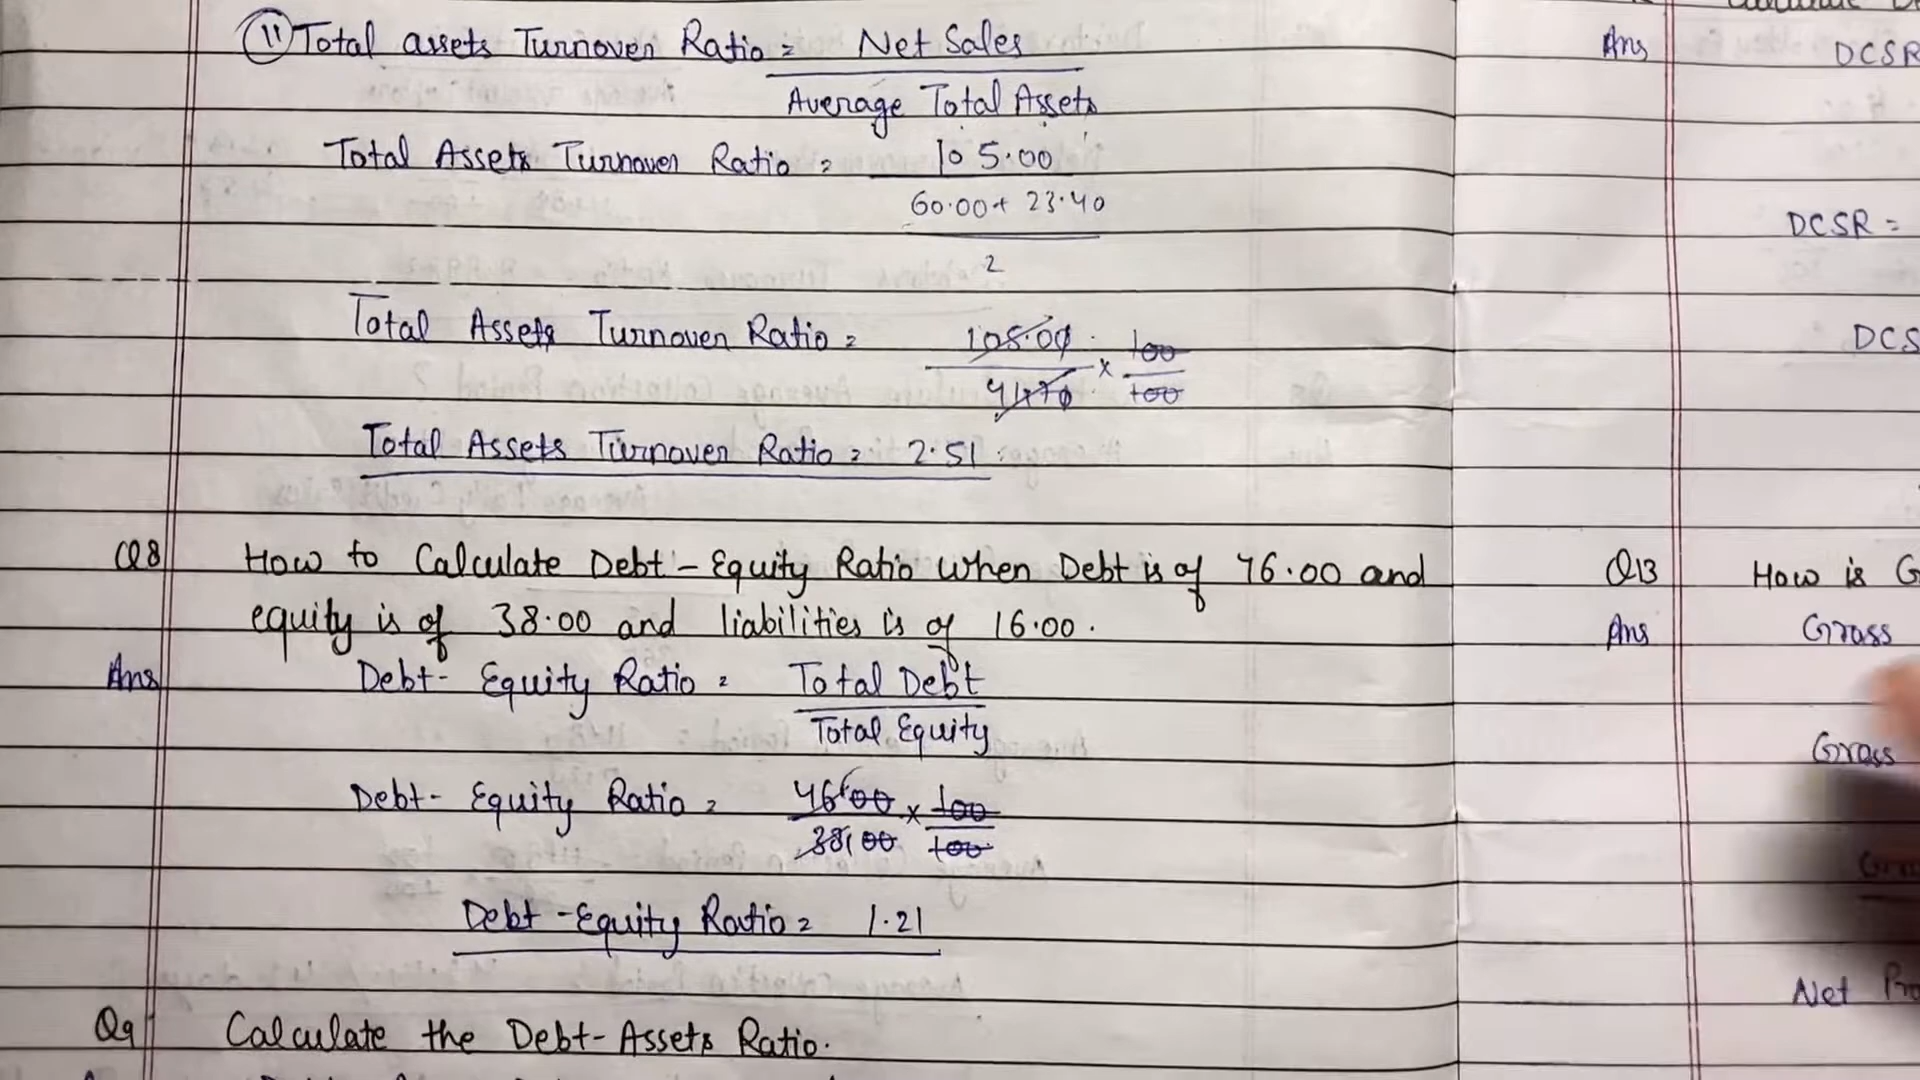 11 Total assets Turnover Ratio = Net Sales
Average Total Assets
Total Assets Turnover Ratio = 105.00
60.00+ 23.40
2
Total Assets Turnover Ratio = 105.00 x 100
4170 100
Total Assets Turnover Ratio = 2.51
Q8 How to Calculate Debt-Equity Ratio when Debt is of 46.00 and
equity is of 38.00 and liabilities is of 16.00.
Ans Debt-Equity Ratio = Total Debt
Total Equity
Debt-Equity Ratio = 4600 x 100
38.00 100
Debt-Equity Ratio = 1.21
Q9 Calculate the Debt-Assets Ratio.
Ans DCSR
DCSR =
DCS
Q13 How is G
Ans Gross
Gross
Net Pro